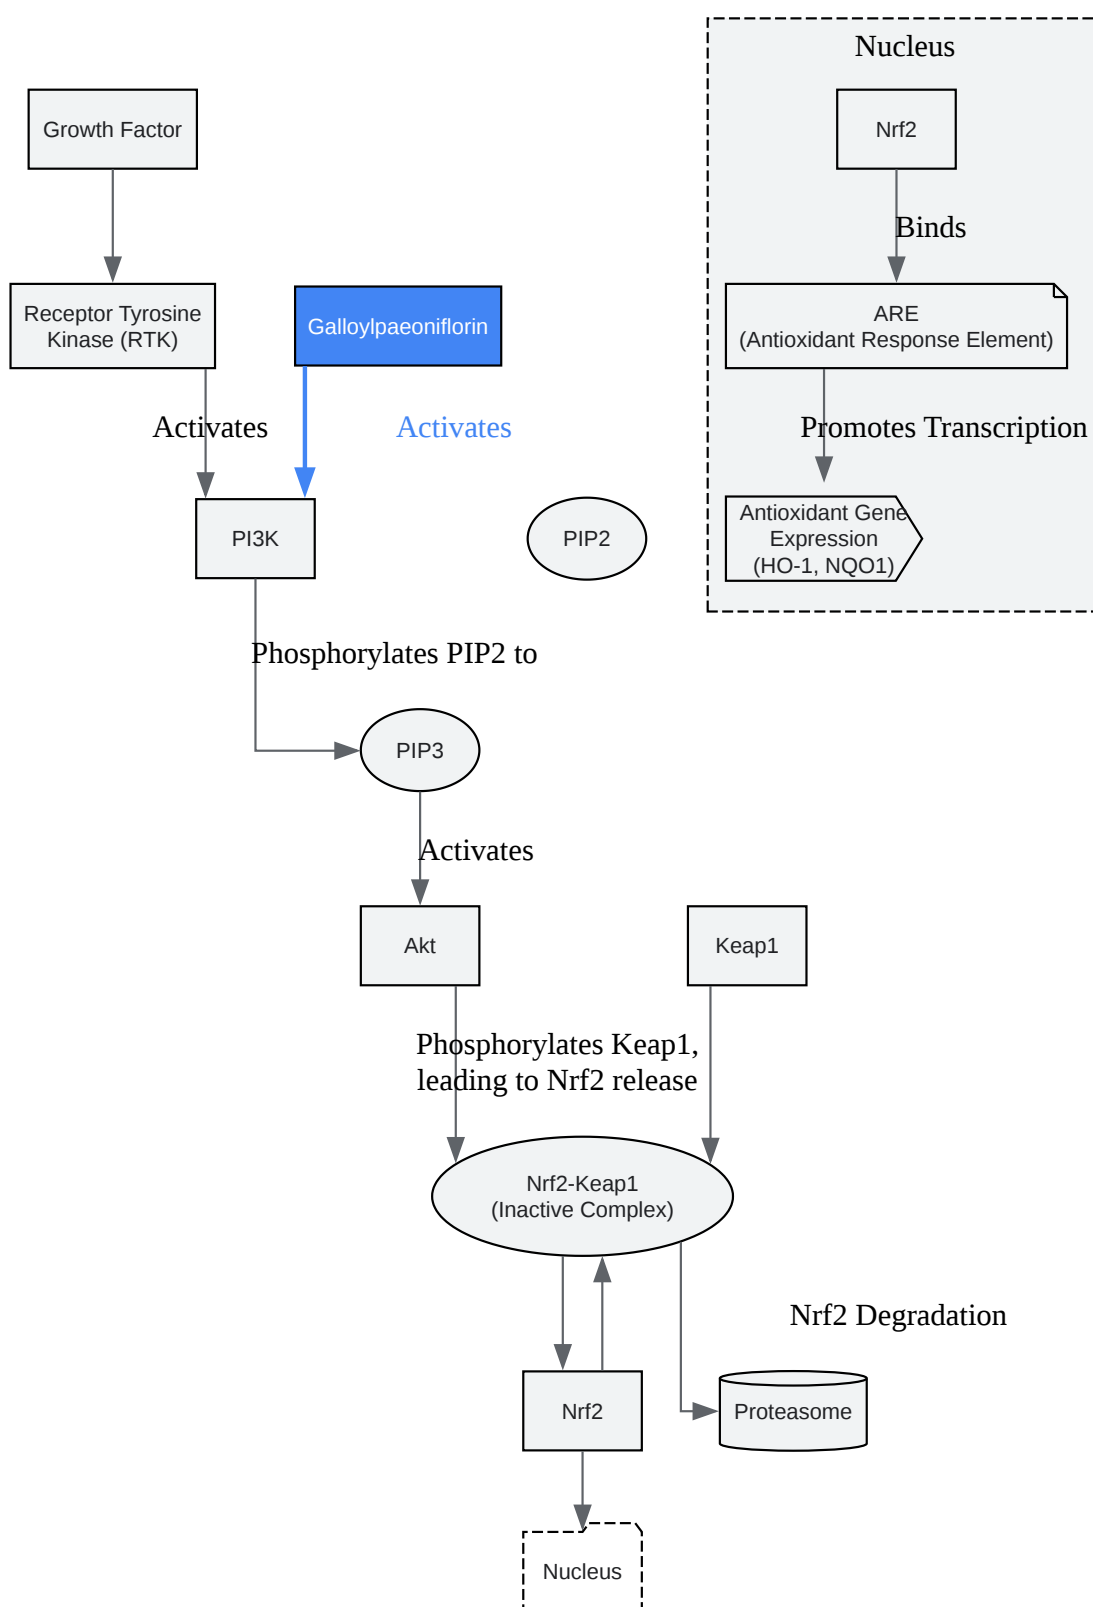 Nucleus
Growth Factor
Nrf2
Binds
Receptor Tyrosine
Kinase (RTK)
Galloylpaeoniflorin
ARE
(Antioxidant Response Element)
Activates
Activates
Promotes Transcription
PI3K
PIP2
Antioxidant Gene
Expression
(HO-1, NQO1)
Phosphorylates PIP2 to
PIP3
Activates
Akt
Keap1
Phosphorylates Keap1,
leading to Nrf2 release
Nrf2-Keap1
(Inactive Complex)
Nrf2 Degradation
Nrf2
Proteasome
Nucleus